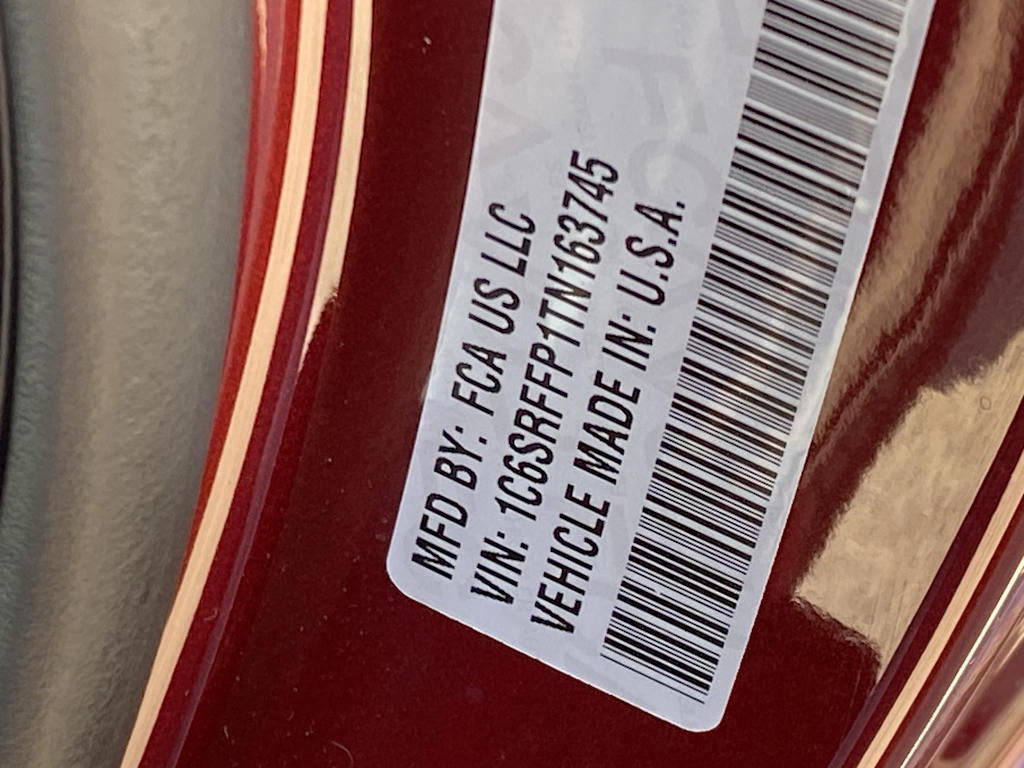 MFD BY: FCA US LLC
VIN: 1C6SRFFP1TN163745
VEHICLE MADE IN: U.S.A.